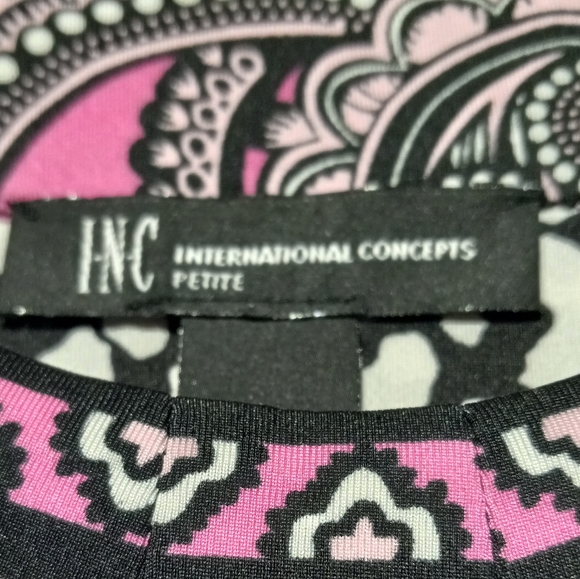 I·N·C INTERNATIONAL CONCEPTS
PETITE